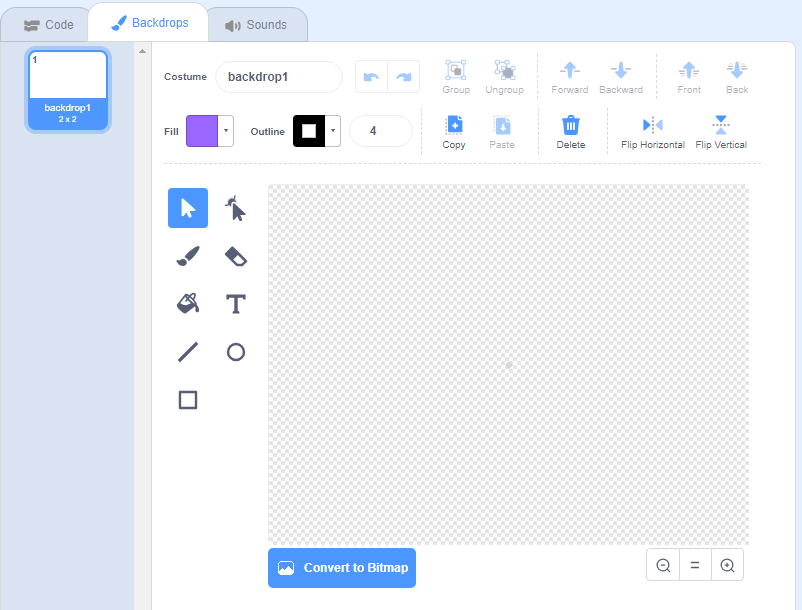 Code
Backdrops
Sounds
1
backdrop1
2 x 2
Costume
backdrop1
Group
Ungroup
Forward
Backward
Front
Back
Fill
Outline
4
Copy
Paste
Delete
Flip Horizontal
Flip Vertical
T
Convert to Bitmap
=